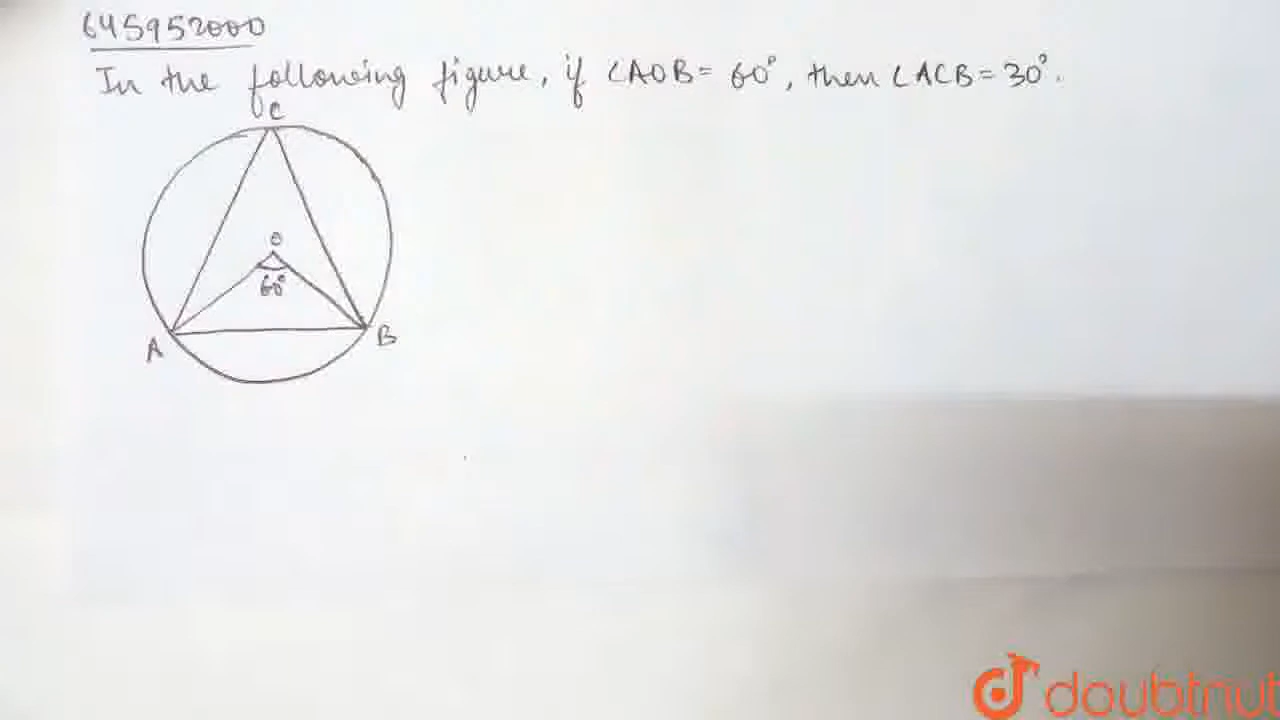 645952000
In the following figure, if ∠AOB = 60°, then ∠ACB = 30°.
C
O
60°
A
B
doubtnut